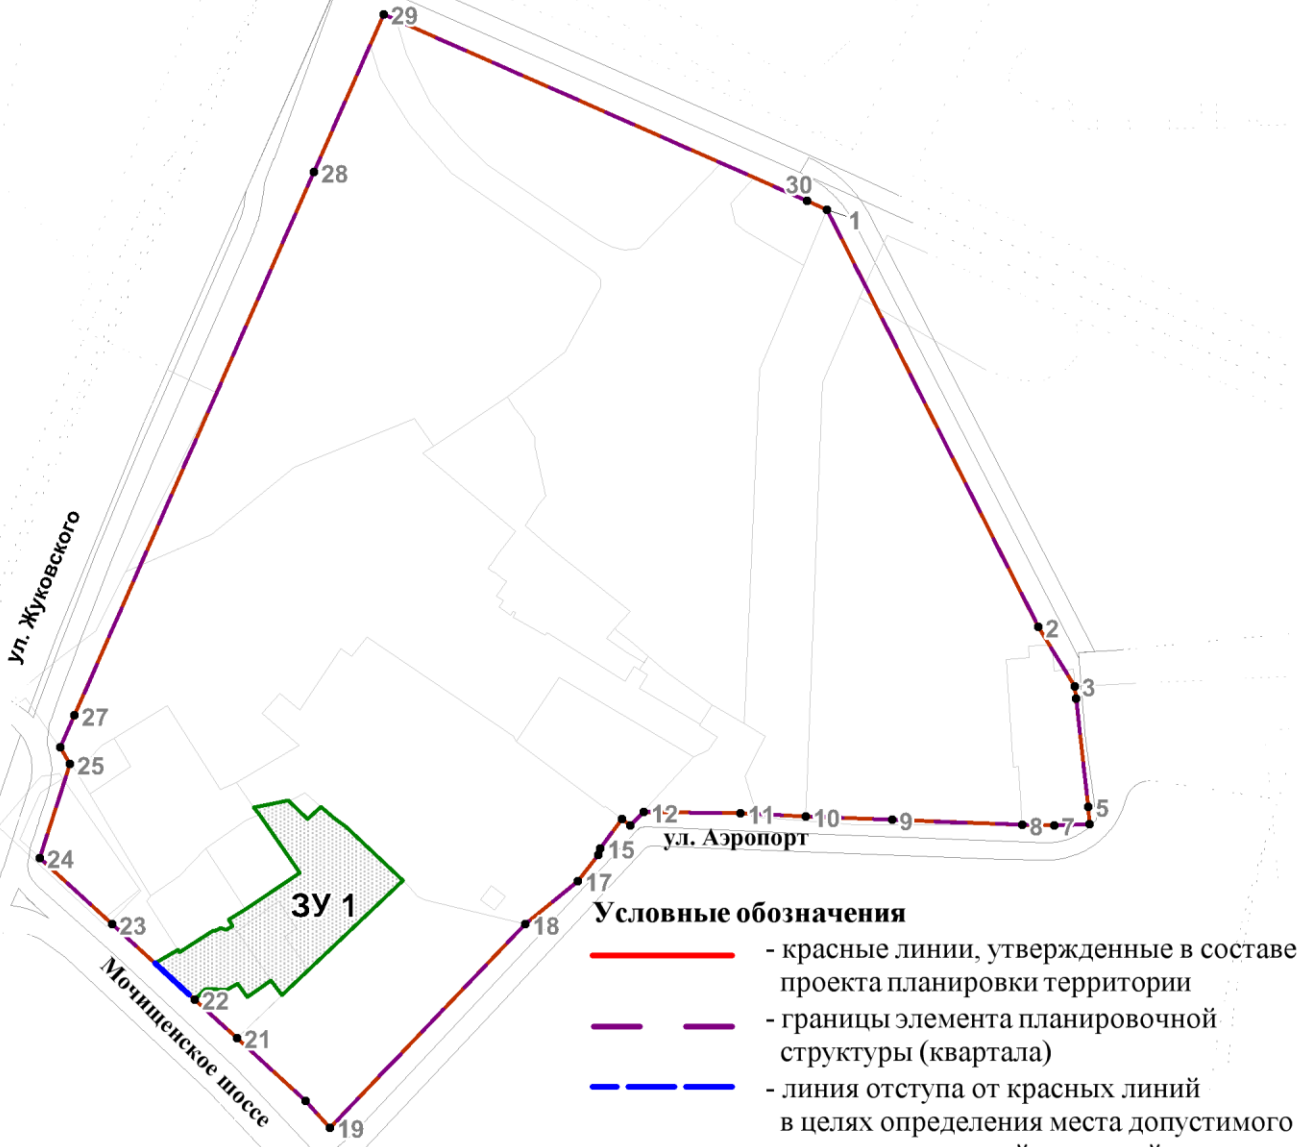 29
28
30
1
ул. Жуковского
2
3
27
25
5
12
11
10
9
8
7
ул. Аэропорт
15
24
17
ЗУ 1
18
23
Мочищенское шоссе
22
21
19
Условные обозначения
- красные линии, утвержденные в составе
проекта планировки территории
- границы элемента планировочной
структуры (квартала)
- линия отступа от красных линий
в целях определения места допустимого